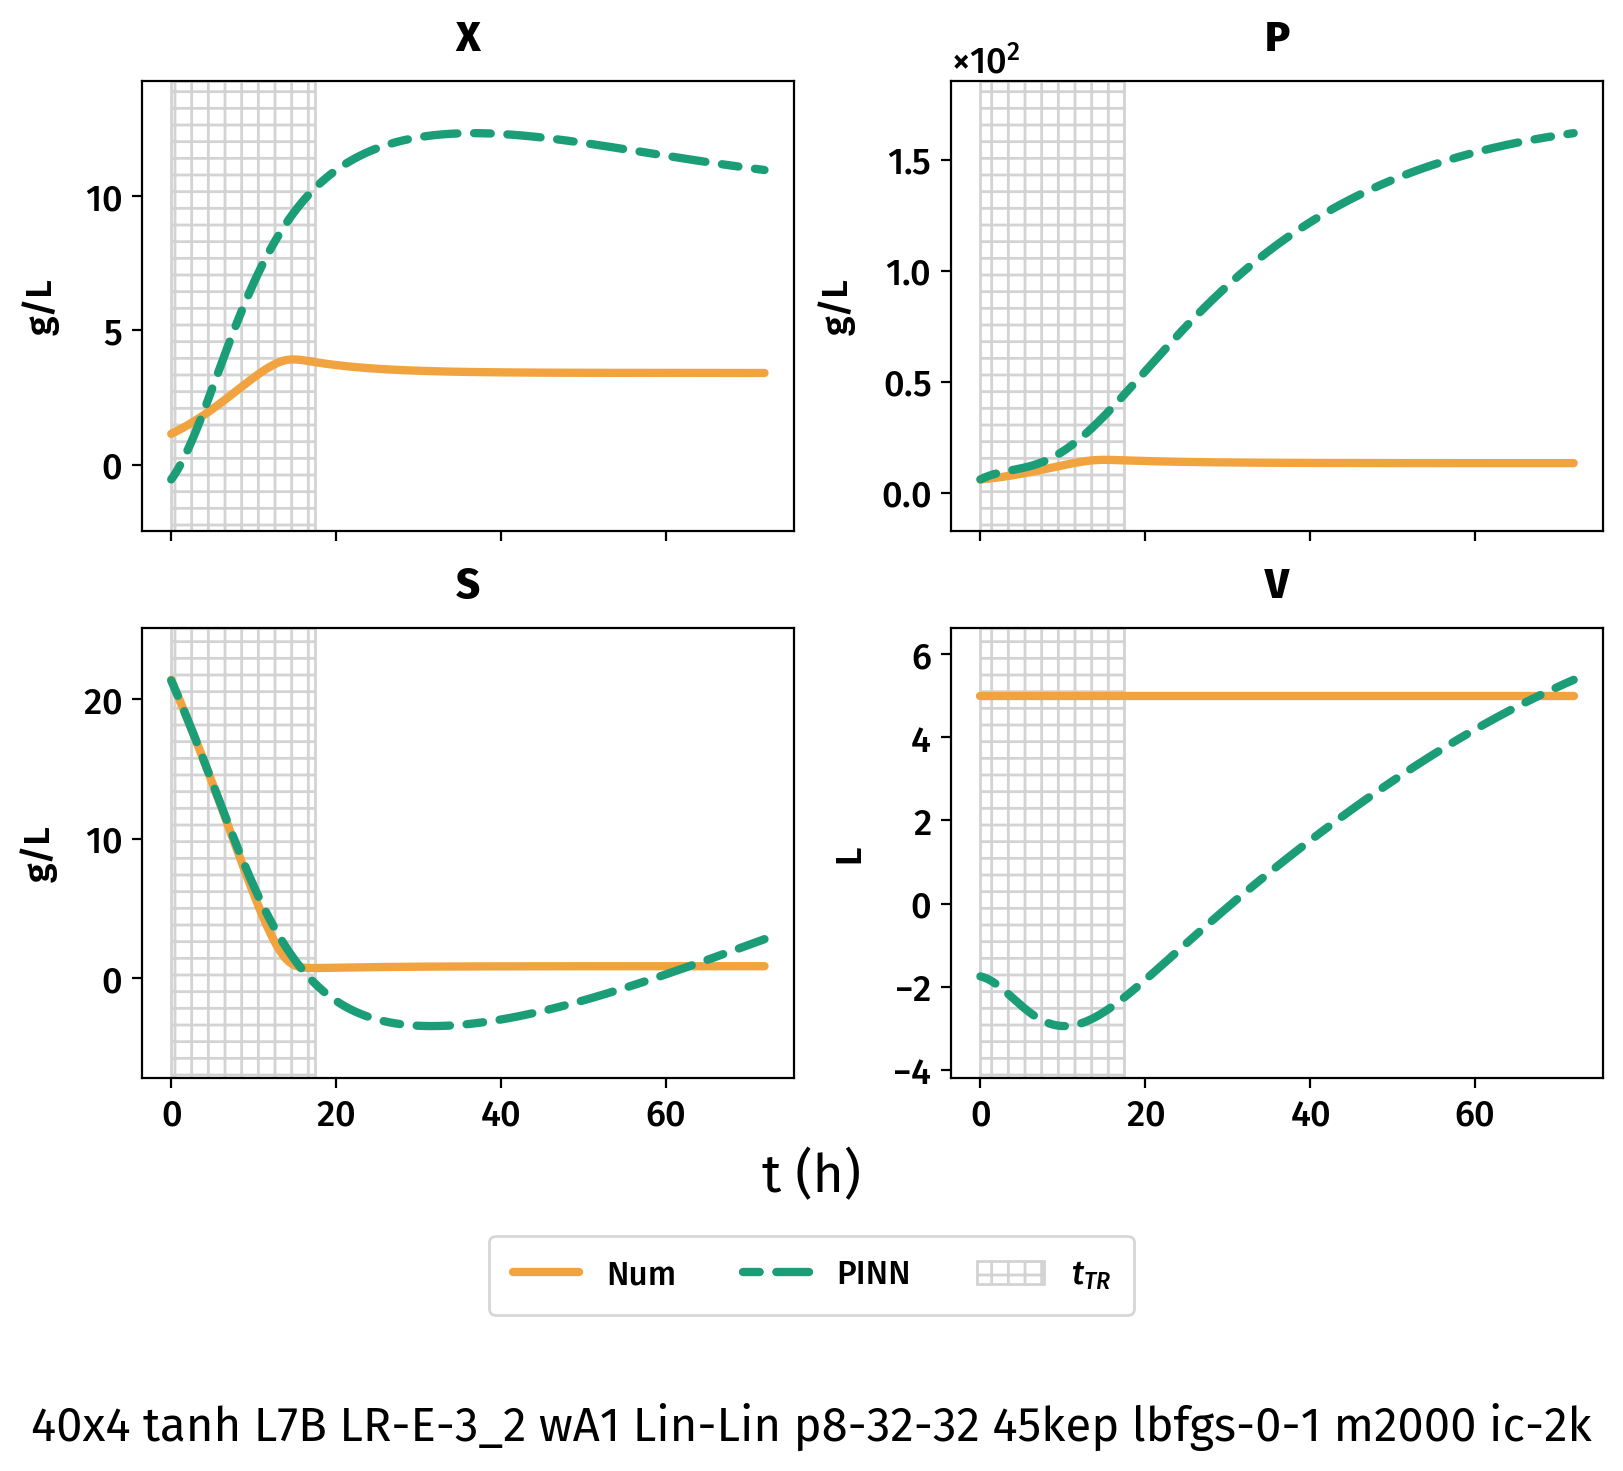 X
P
×10²
10
5
0
g/L
1.5
1.0
0.5
0.0
g/L
S
V
20
10
0
g/L
0 20 40 60
6
4
2
0
−2
−4
L
0 20 40 60
t (h)
Num PINN t_TR
40x4 tanh L7B LR-E-3_2 wA1 Lin-Lin p8-32-32 45kep lbfgs-0-1 m2000 ic-2k